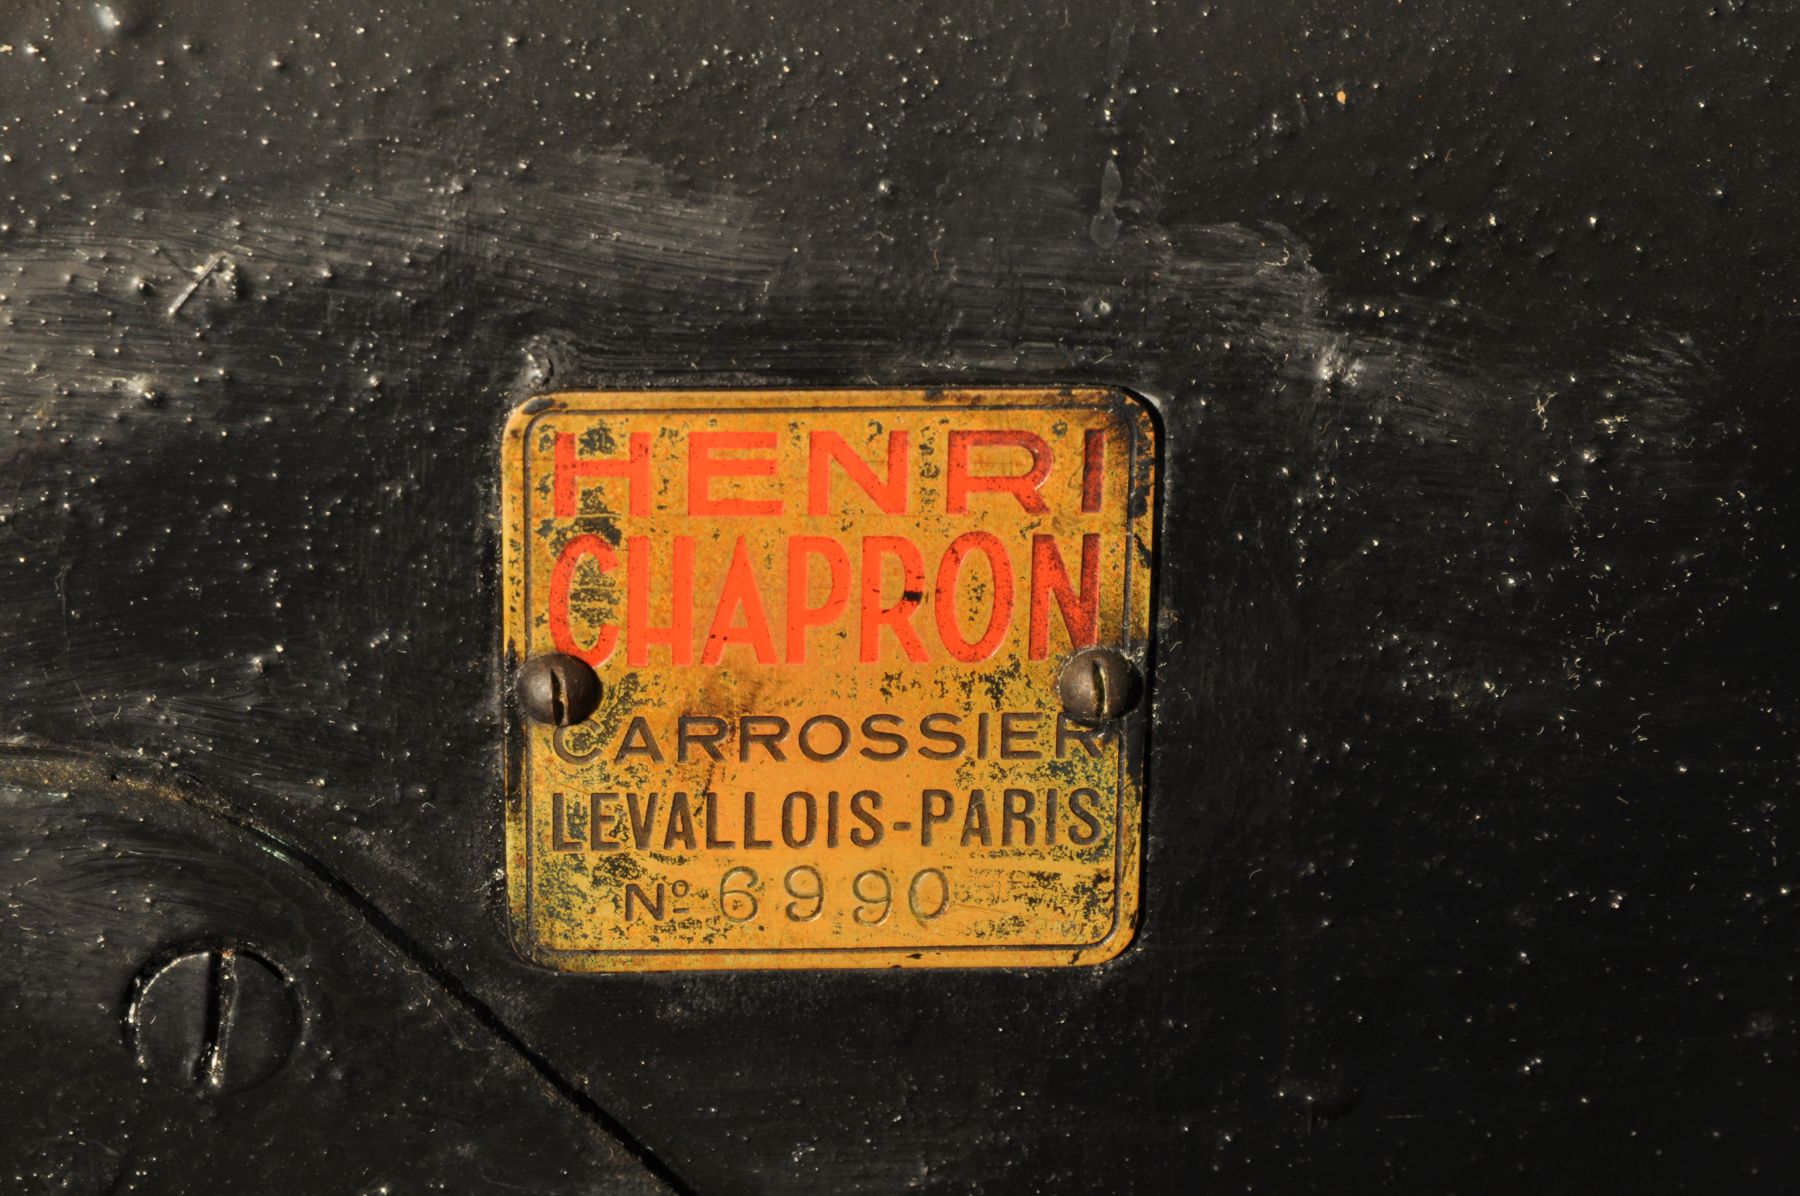 HENRI
CHAPRON
CARROSSIER
LEVALLOIS-PARIS
Nº 6990